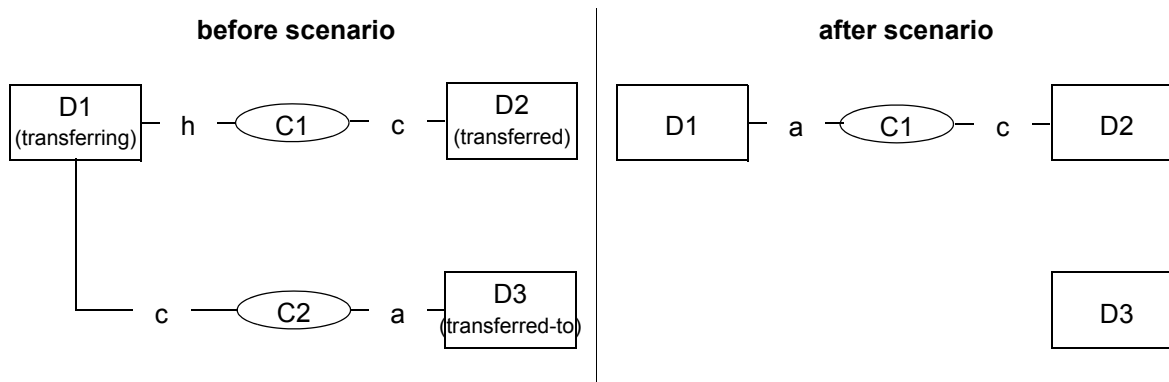 before scenario
D1
(transferring)
h
C1
c
D2
(transferred)
c
C2
a
D3
(transferred-to)
after scenario
D1
a
C1
c
D2
D3